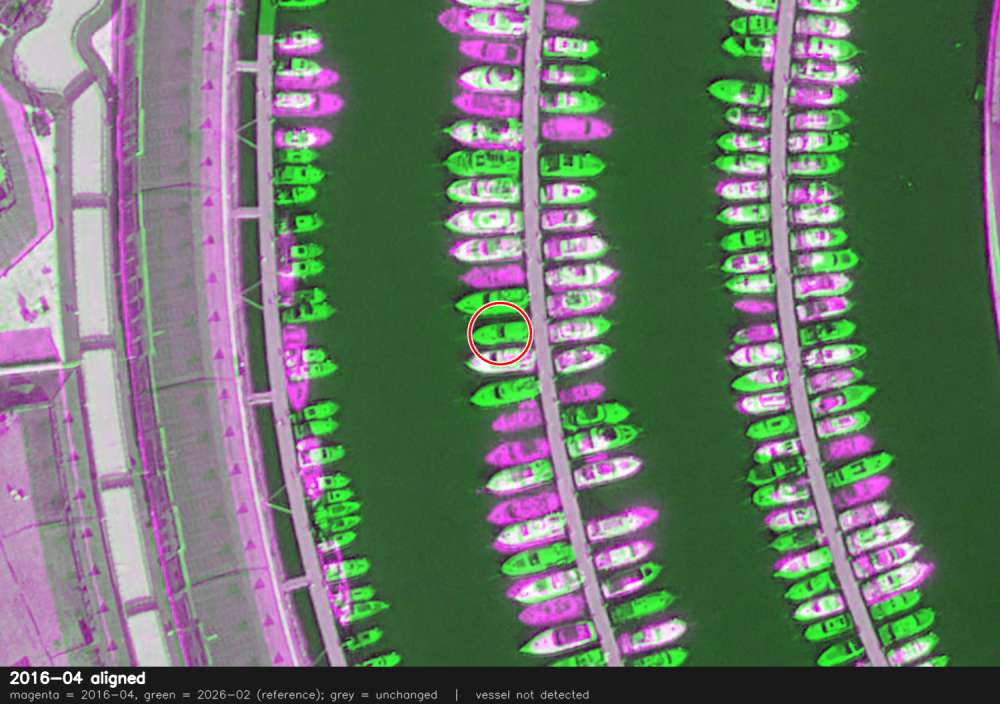 2016-04 aligned
magenta = 2016-04, green = 2026-02 (reference); grey = unchanged | vessel not detected